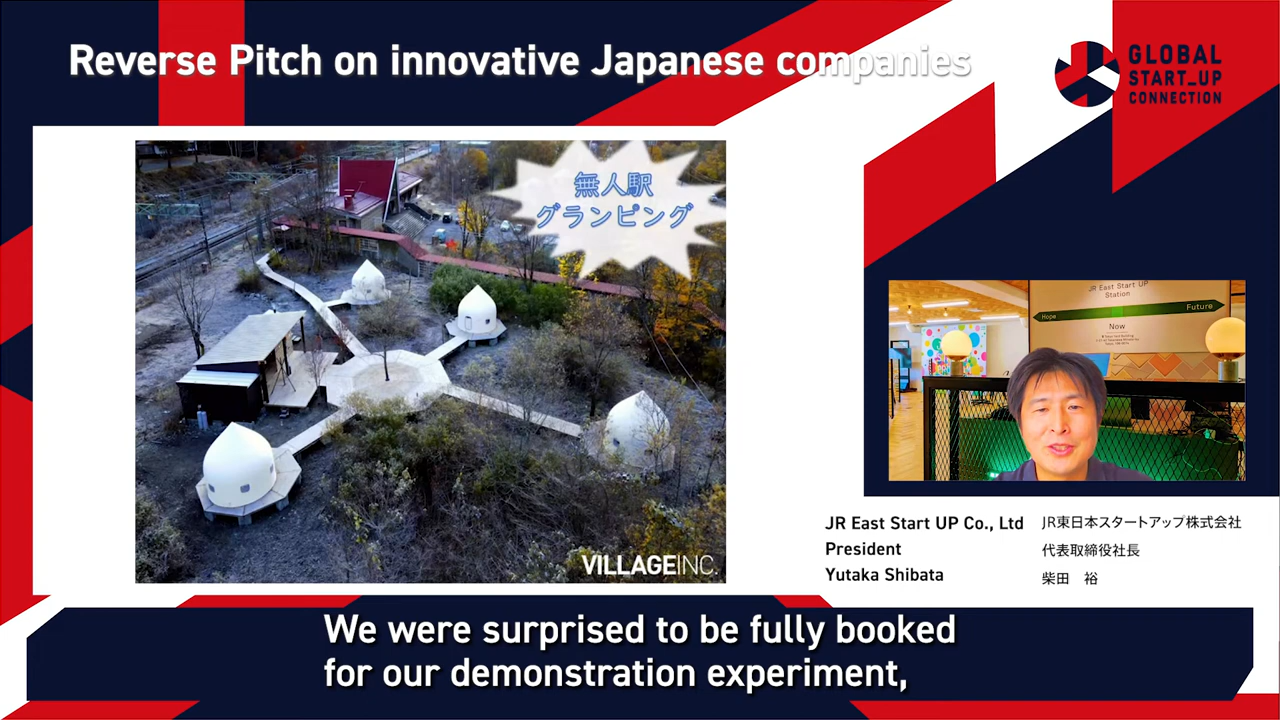 Reverse Pitch on innovative Japanese companies
GLOBAL
START_UP
CONNECTION
無人駅
グランピング
VILLAGE INC.
JR East Start UP
Station
Hope
Future
Now
JR East Start UP Co., Ltd
President
Yutaka Shibata
JR東日本スタートアップ株式会社
代表取締役社長
柴田 裕
We were surprised to be fully booked
for our demonstration experiment,